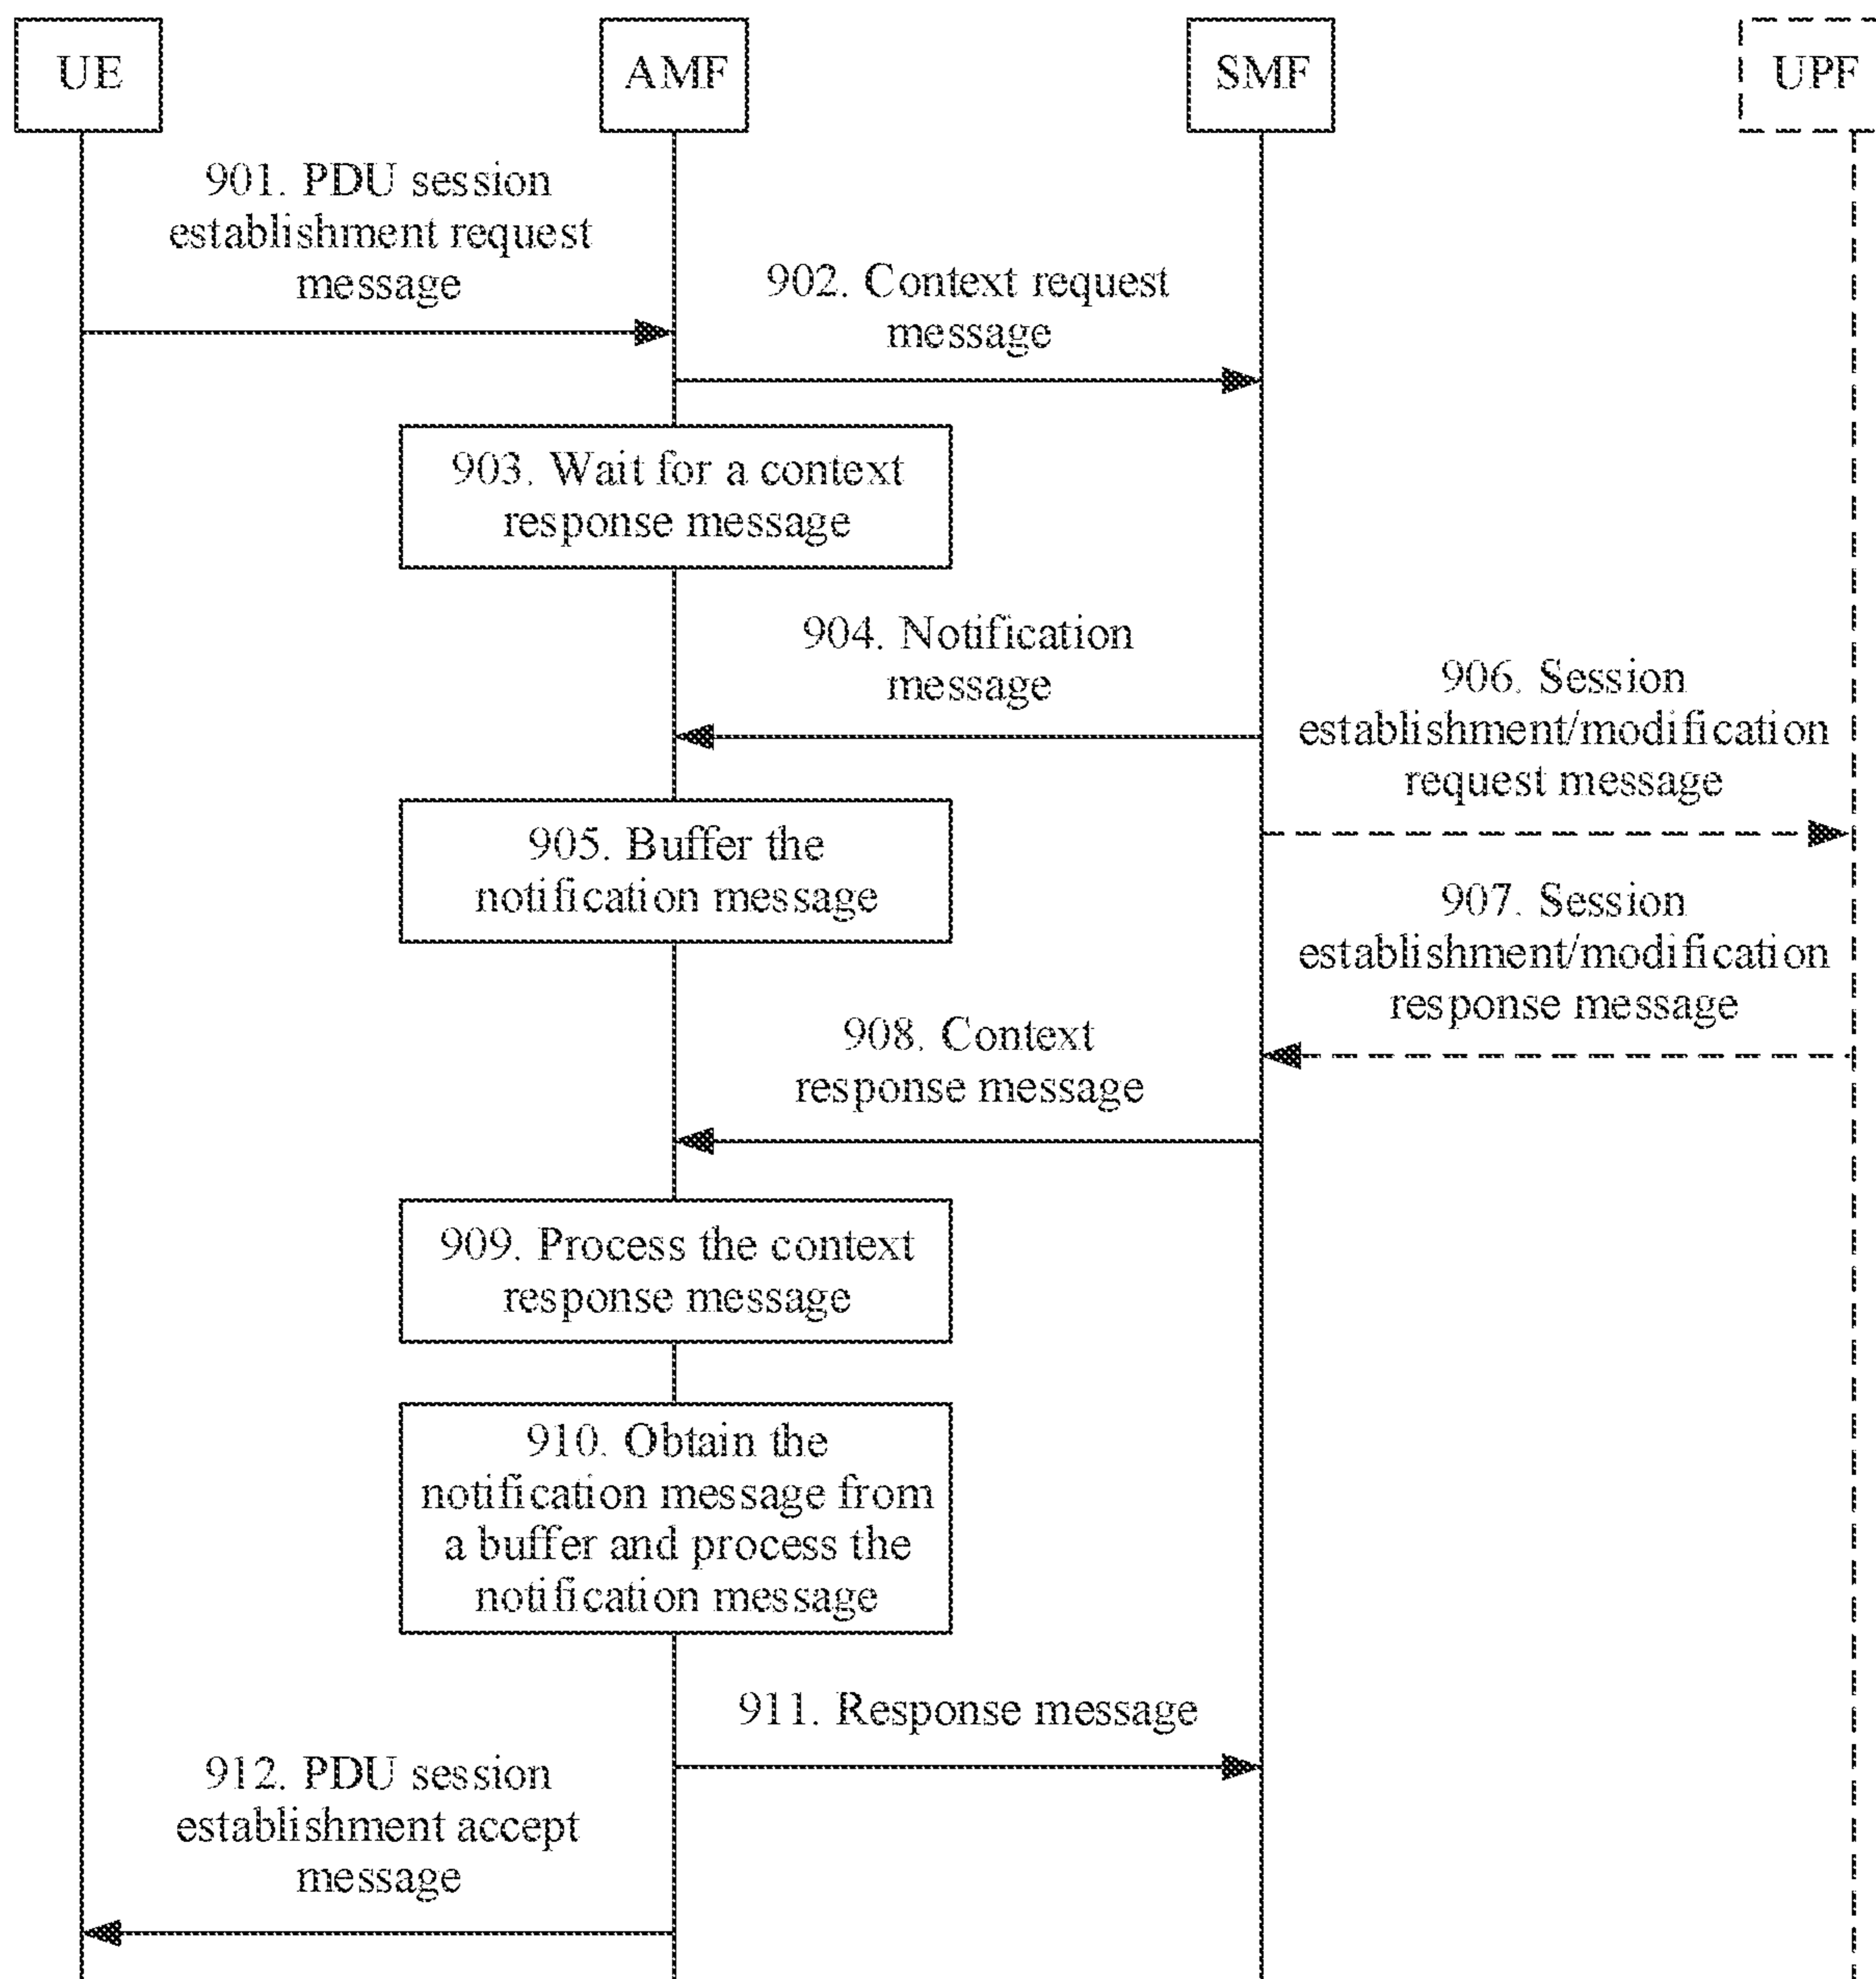 UE
AMF
SMF
UPF
901. PDU session
establishment request
message
902. Context request
message
903. Wait for a context
response message
904. Notification
message
905. Buffer the
notification message
906. Session
establishment/modification
request message
907. Session
establishment/modification
response message
908. Context
response message
909. Process the context
response message
910. Obtain the
notification message from
a buffer and process the
notification message
911. Response message
912. PDU session
establishment accept
message